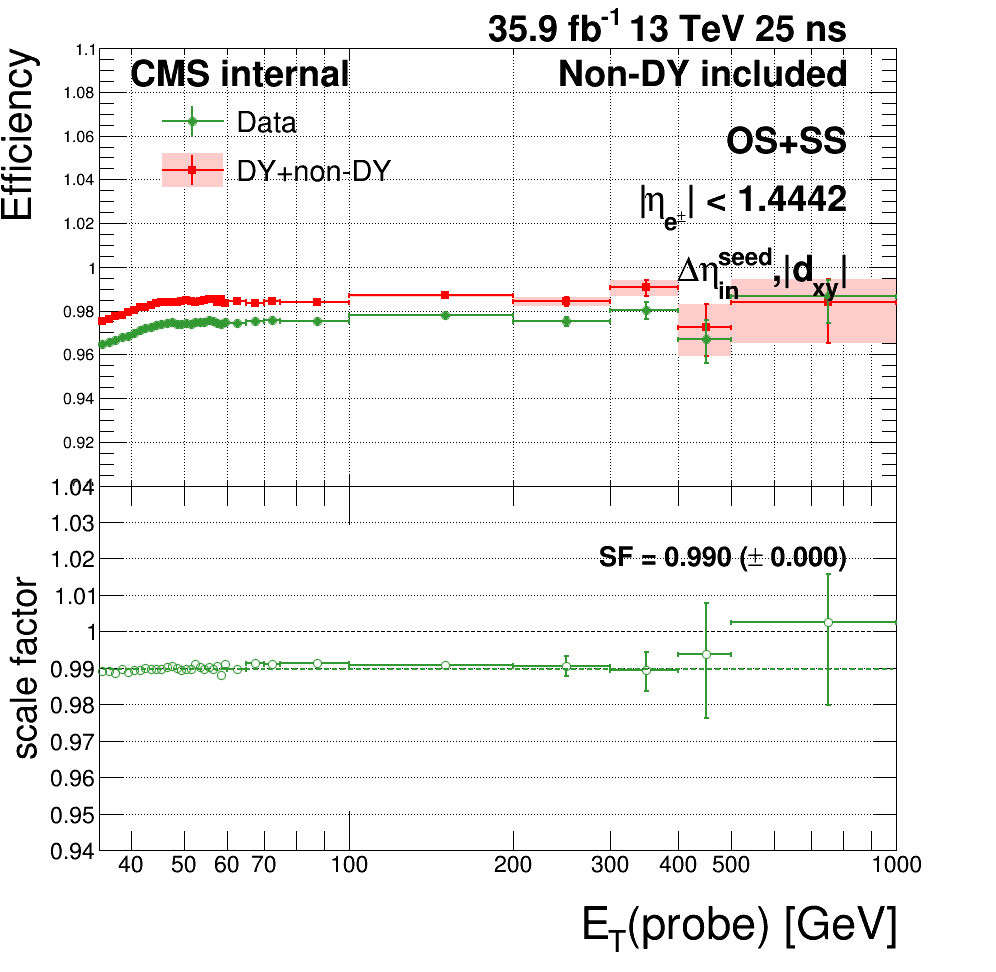 35.9 fb-1 13 TeV 25 ns
Efficiency
CMS internal
Non-DY included
Data
OS+SS
DY+non-DY
|ηe±| < 1.4442
Δηinseed,|dxy|
1.1
1.08
1.06
1.04
1.02
1
0.98
0.96
0.94
0.92
1.04
scale factor
SF = 0.990 (± 0.000)
1.03
1.02
1.01
1
0.99
0.98
0.97
0.96
0.95
0.94
40 50 60 70 100 200 300 400 500 1000
ET(probe) [GeV]